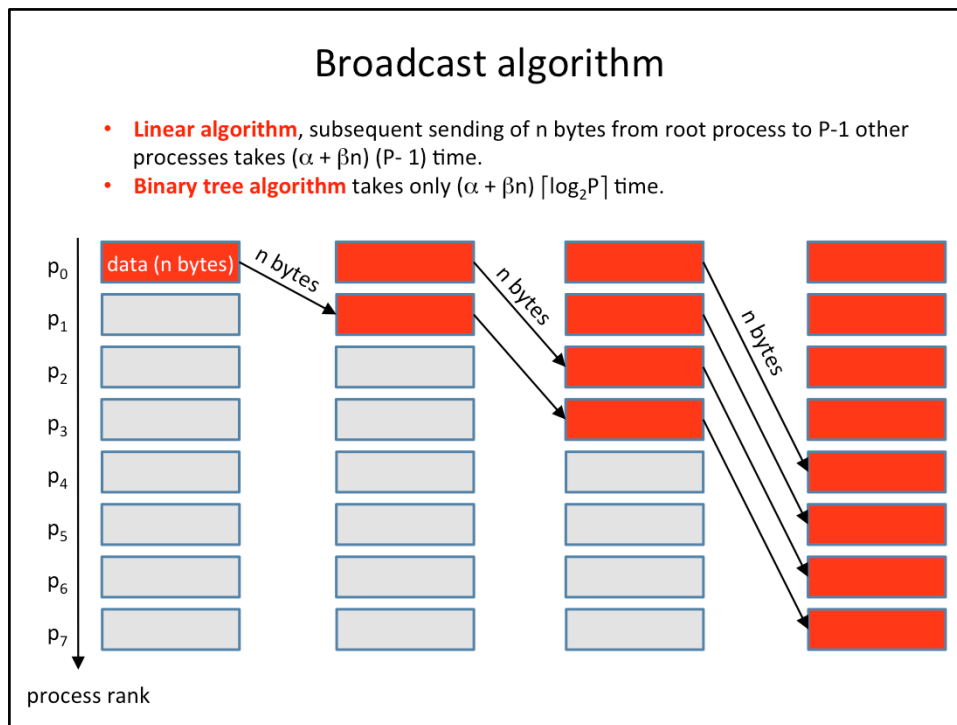 Broadcast algorithm
• Linear algorithm, subsequent sending of n bytes from root process to P-1 other
processes takes (α + βn) (P- 1) time.
• Binary tree algorithm takes only (α + βn) ⌈log₂P⌉ time.
p₀
data (n bytes)
n bytes
n bytes
n bytes
p₁
p₂
p₃
p₄
p₅
p₆
p₇
process rank